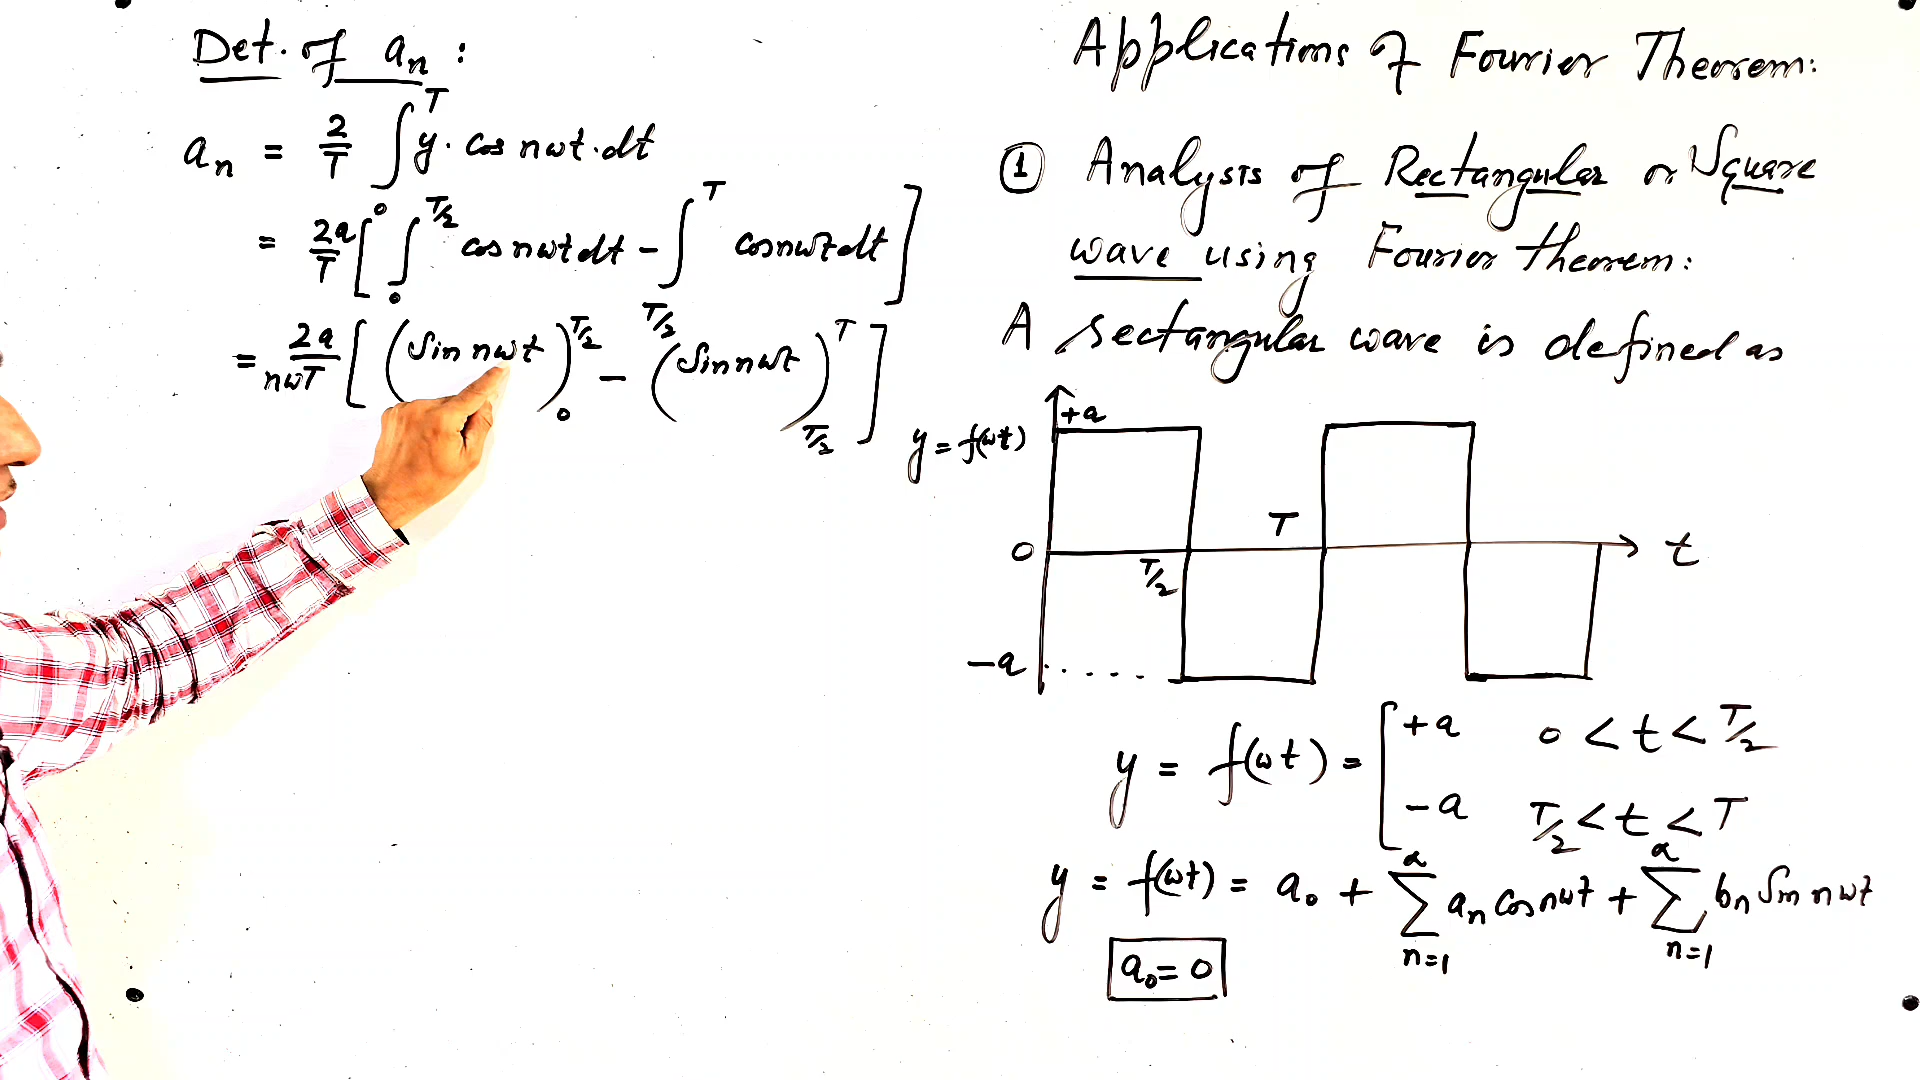 Det. of aₙ :
aₙ = 2/T ∫₀ᵀ y. cos nωt.dt
= 2a/T [ ∫₀^{T/2} cos nωt dt − ∫_{T/2}^{T} cos nωt dt ]
= 2a/nωT [ (Sin nωt)₀^{T/2} − (Sin nωt)_{T/2}^{T} ]
Applications of Fourier Theorem:
① Analysis of Rectangular or Square
wave using Fourier theorem:
A rectangular wave is defined as
+a
y = f(ωt)
T
0
T/2
t
−a
y = f(ωt) = [ +a 0 < t < T/2
−a T/2 < t < T
y = f(ωt) = a₀ + Σ_{n=1}^{∝} aₙ cos nωt + Σ_{n=1}^{∝} bₙ Sin nωt
a₀ = 0